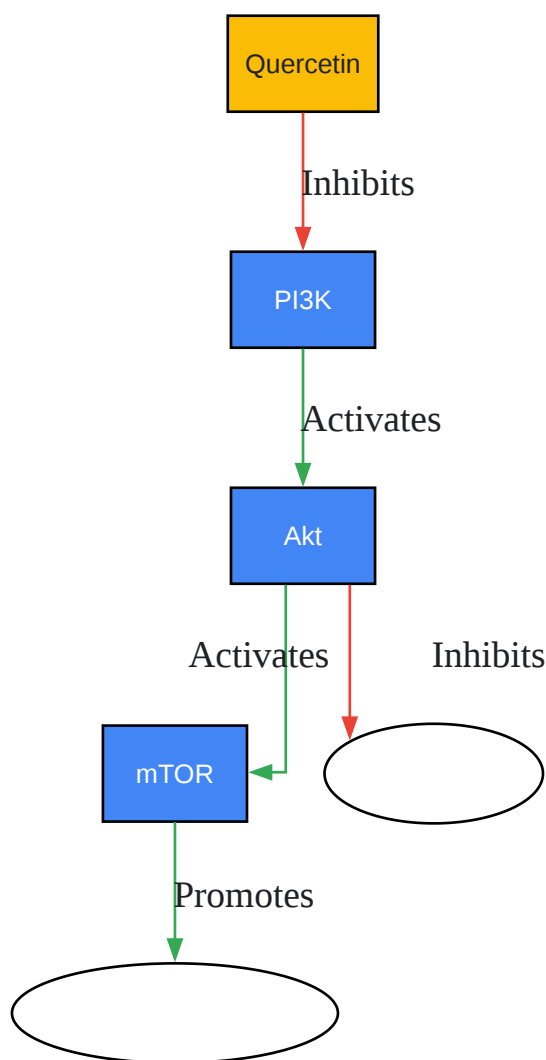 Quercetin
Inhibits
PI3K
Activates
Akt
Activates
Inhibits
mTOR
Promotes